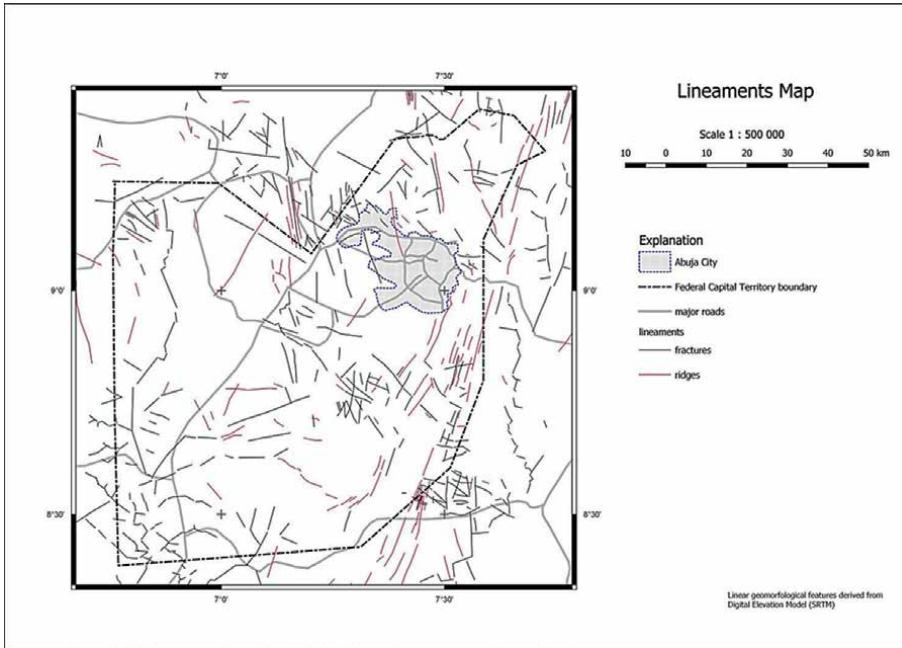 Lineaments Map
Scale 1 : 500 000
10 0 10 20 30 40 50 km
7°0' 7°30'
9°0' 9°0'
8°30' 8°30'
7°0' 7°30'
Explanation
Abuja City
Federal Capital Territory boundary
major roads
lineaments
fractures
ridges
Linear geomorfological features derived from
Digital Elevation Model (SRTM)